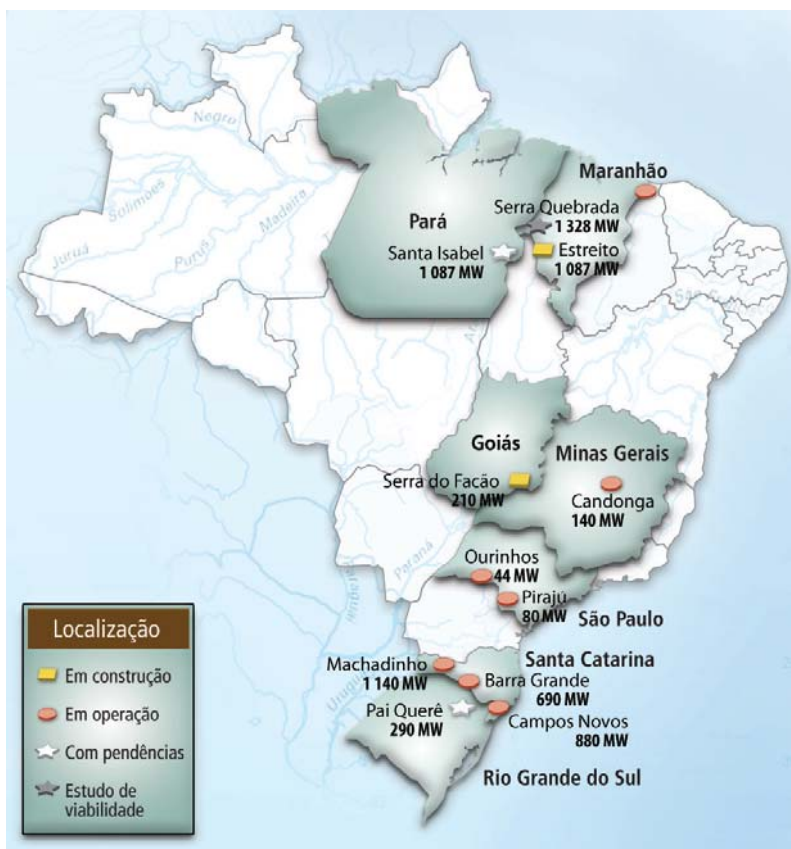 Negro
Solimões
Madeira
Juruá
Purus
Maranhão
Serra Quebrada
1 328 MW
Pará
Santa Isabel
1 087 MW
Estreito
1 087 MW
Goiás
Minas Gerais
Serra do Facão
210 MW
Candonga
140 MW
Paraná
Ourinhos
44 MW
Pirajú
80 MW
São Paulo
Machadinho
1 140 MW
Santa Catarina
Barra Grande
690 MW
Pai Querê
290 MW
Campos Novos
880 MW
Rio Grande do Sul
Localização
Em construção
Em operação
Com pendências
Estudo de
viabilidade